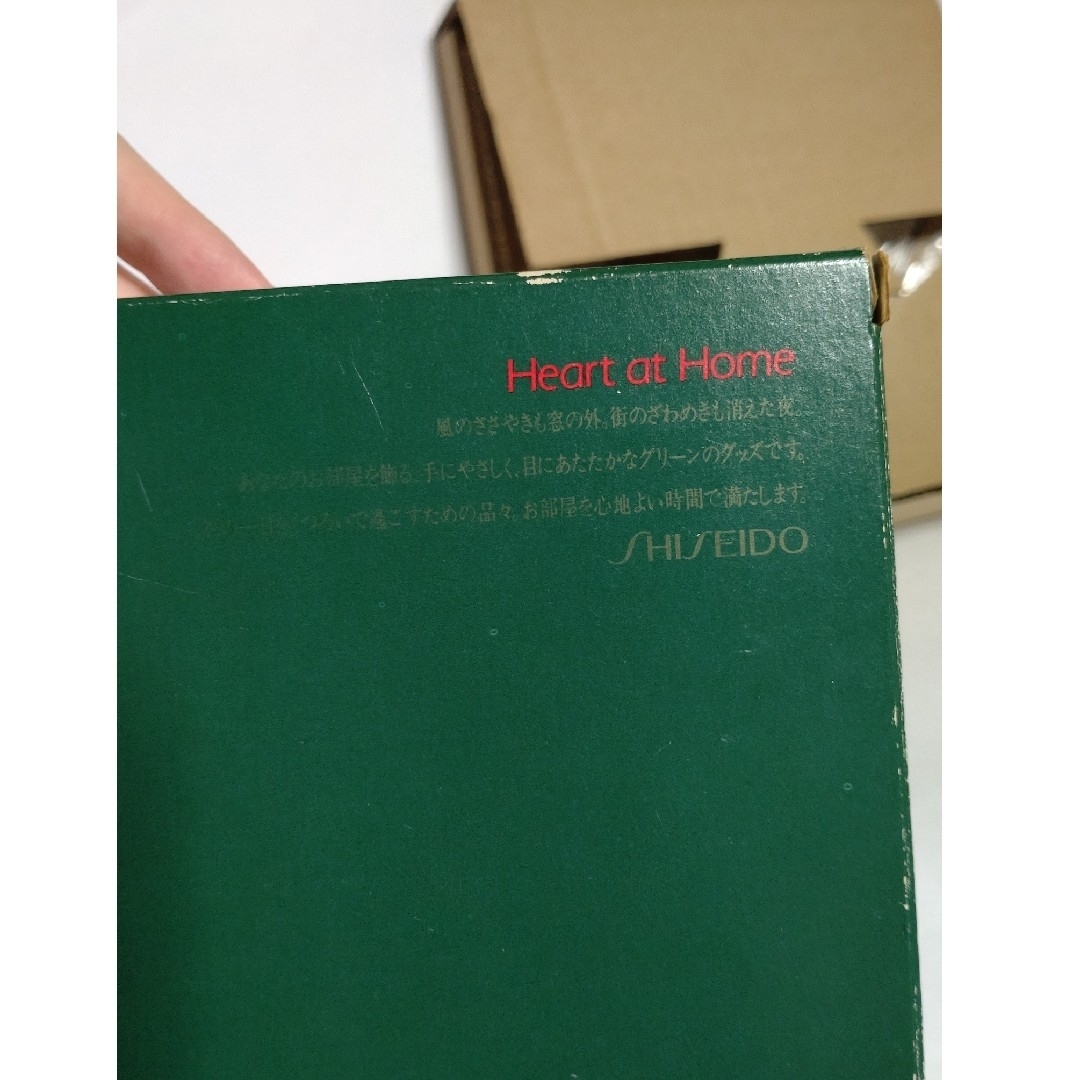 Heart at Home
風のささやきも窓の外。街のざわめきも消えた夜。
お部屋を飾る。手にやさしく、目にあたたかなグリーンのグッズです。
で過ごすための品々。お部屋を心地よい時間で満たします。
SHISEIDO